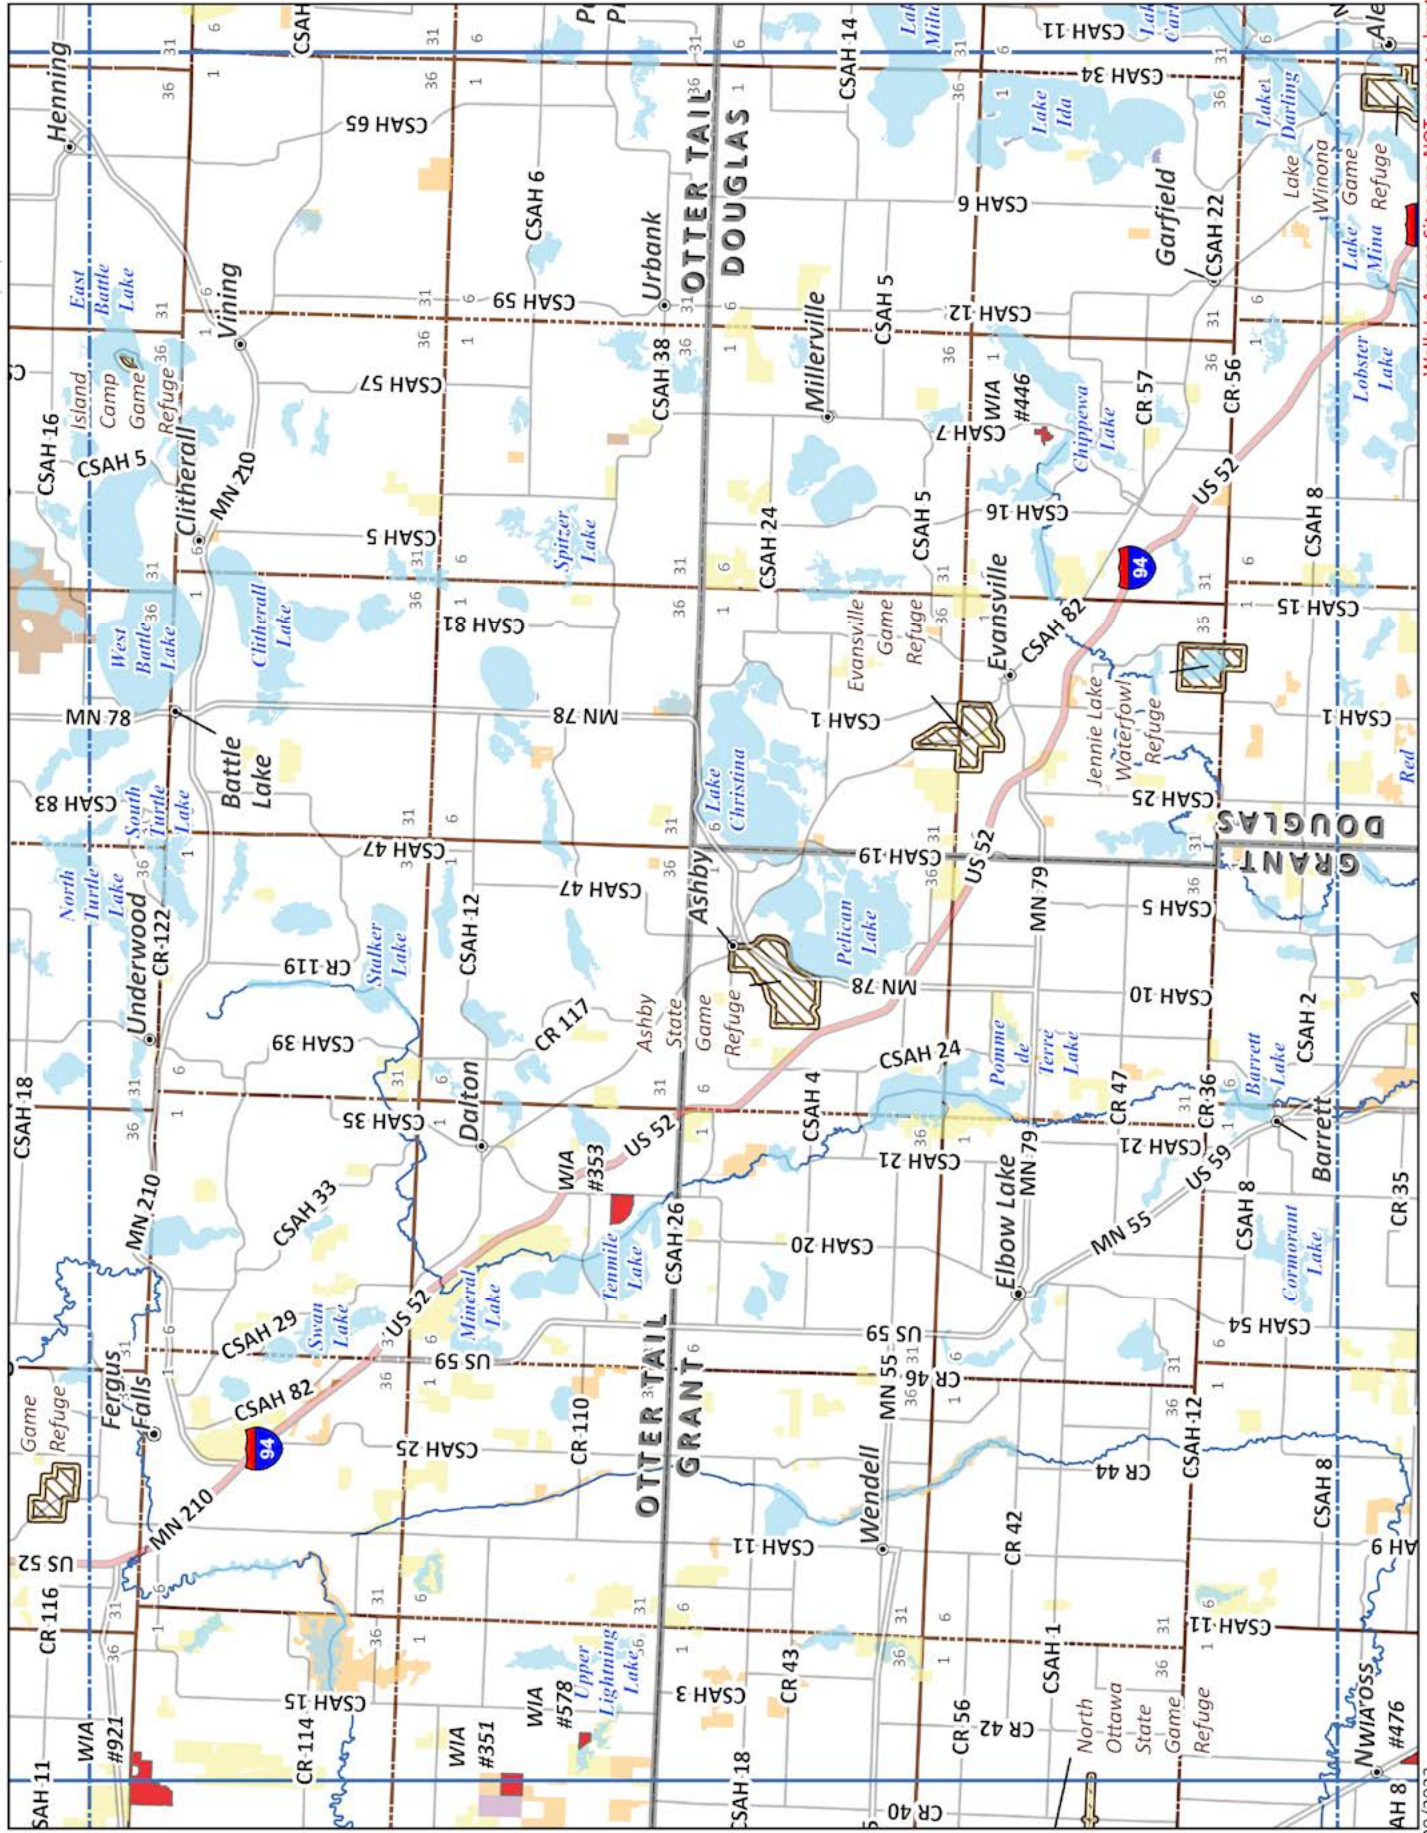 CSAH 11
CR 116
US 52
Game
Refuge
CSAH 18
CSAH 83
MN 78
CSAH 16
CSAH 5
Henning
WIA
#921
MN 210
Fergus
Falls
MN 210
Underwood
CR 122
North
Turtle
Lake
South
Turtle
Lake
Battle
Lake
West
Battle
Lake
Clitherall
Island
Camp
Game
Refuge
East
Battle
Lake
MN 210
Vining
CSAH 82
CSAH 29
Swan
Lake
CSAH 33
CSAH 39
CR 119
Clitherall
Lake
94
US 52
CR 114
CSAH 15
CSAH 25
CSAH 35
Stalker
Lake
CSAH 47
CSAH 5
CSAH 57
CSAH 65
WIA
#351
US 59
Mineral
Lake
Dalton
CSAH 12
CSAH 81
WIA
#578
Upper
Lightning
Lake
CR 110
Tenmile
Lake
WIA
#353
CR 117
CSAH 47
MN 78
Spitzer
Lake
CSAH 59
CSAH 6
US 52
OTTER TAIL
GRANT
CSAH 26
Ashby
State
Game
Refuge
Ashby
CSAH 38
Urbank
OTTER TAIL
DOUGLAS
CSAH 3
CSAH 18
CR 43
CSAH 11
CSAH 20
CSAH 4
Lake
Christina
CSAH 24
Millerville
CSAH 14
Wendell
MN 55
US 59
CR 46
CSAH 21
CSAH 24
MN 78
Pelican
Lake
CSAH 19
CSAH 1
Evansville
Game
Refuge
CSAH 5
CSAH 5
CR 40
CR 56
CR 42
CR 42
Elbow Lake
MN 79
Pomme
de
Terre
Lake
US 52
MN 79
Evansville
CSAH 82
CSAH 16
CSAH 7
WIA
#446
CSAH 12
CSAH 6
Lake
Ida
CSAH 34
CSAH 11
North
Ottawa
State
Game
Refuge
CSAH 1
CR 44
MN 55
CSAH 21
CR 47
CSAH 10
CSAH 5
CSAH 25
Jennie Lake
Waterfowl
Refuge
94
Chippewa
Lake
CR 57
Garfield
CSAH 22
CSAH 11
CSAH 12
US 59
CR 36
DOUGLAS
GRANT
US 52
CR 56
CSAH 54
CSAH 8
Cormorant
Lake
Barrett
Lake
Barrett
CSAH 2
CSAH 15
CSAH 8
Lake
Darling
Lake
Winona
Game
Refuge
CSAH 8
CR 35
CSAH 1
Red
Lobster
Lake
Lake
Mina
NWIA OSS
#476